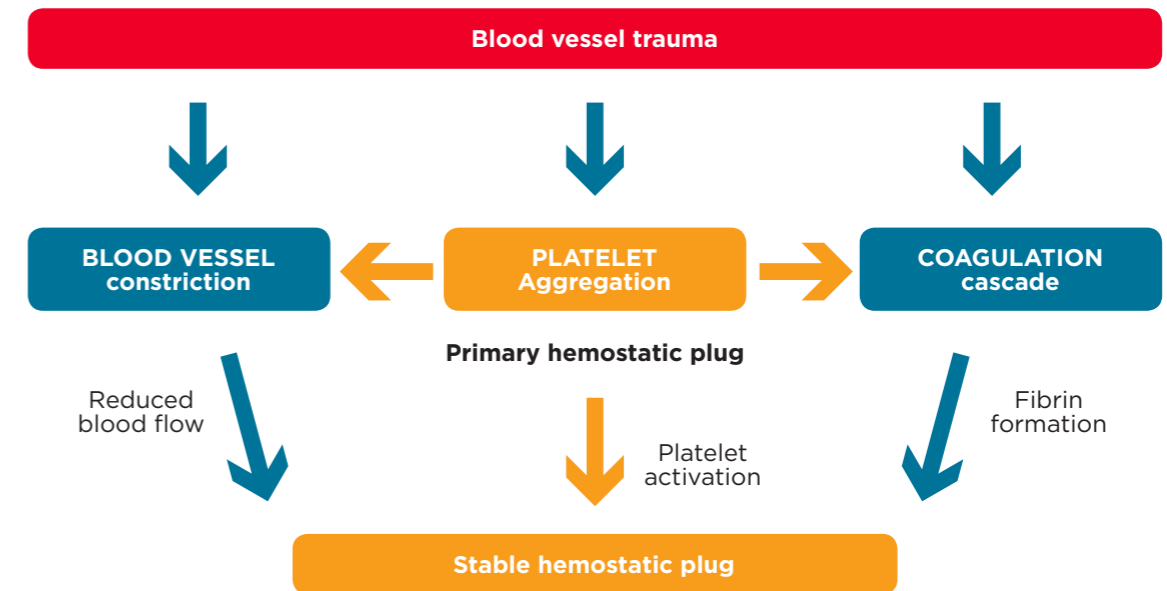 Blood vessel trauma
BLOOD VESSEL
constriction
PLATELET
Aggregation
COAGULATION
cascade
Primary hemostatic plug
Reduced
blood flow
Platelet
activation
Fibrin
formation
Stable hemostatic plug